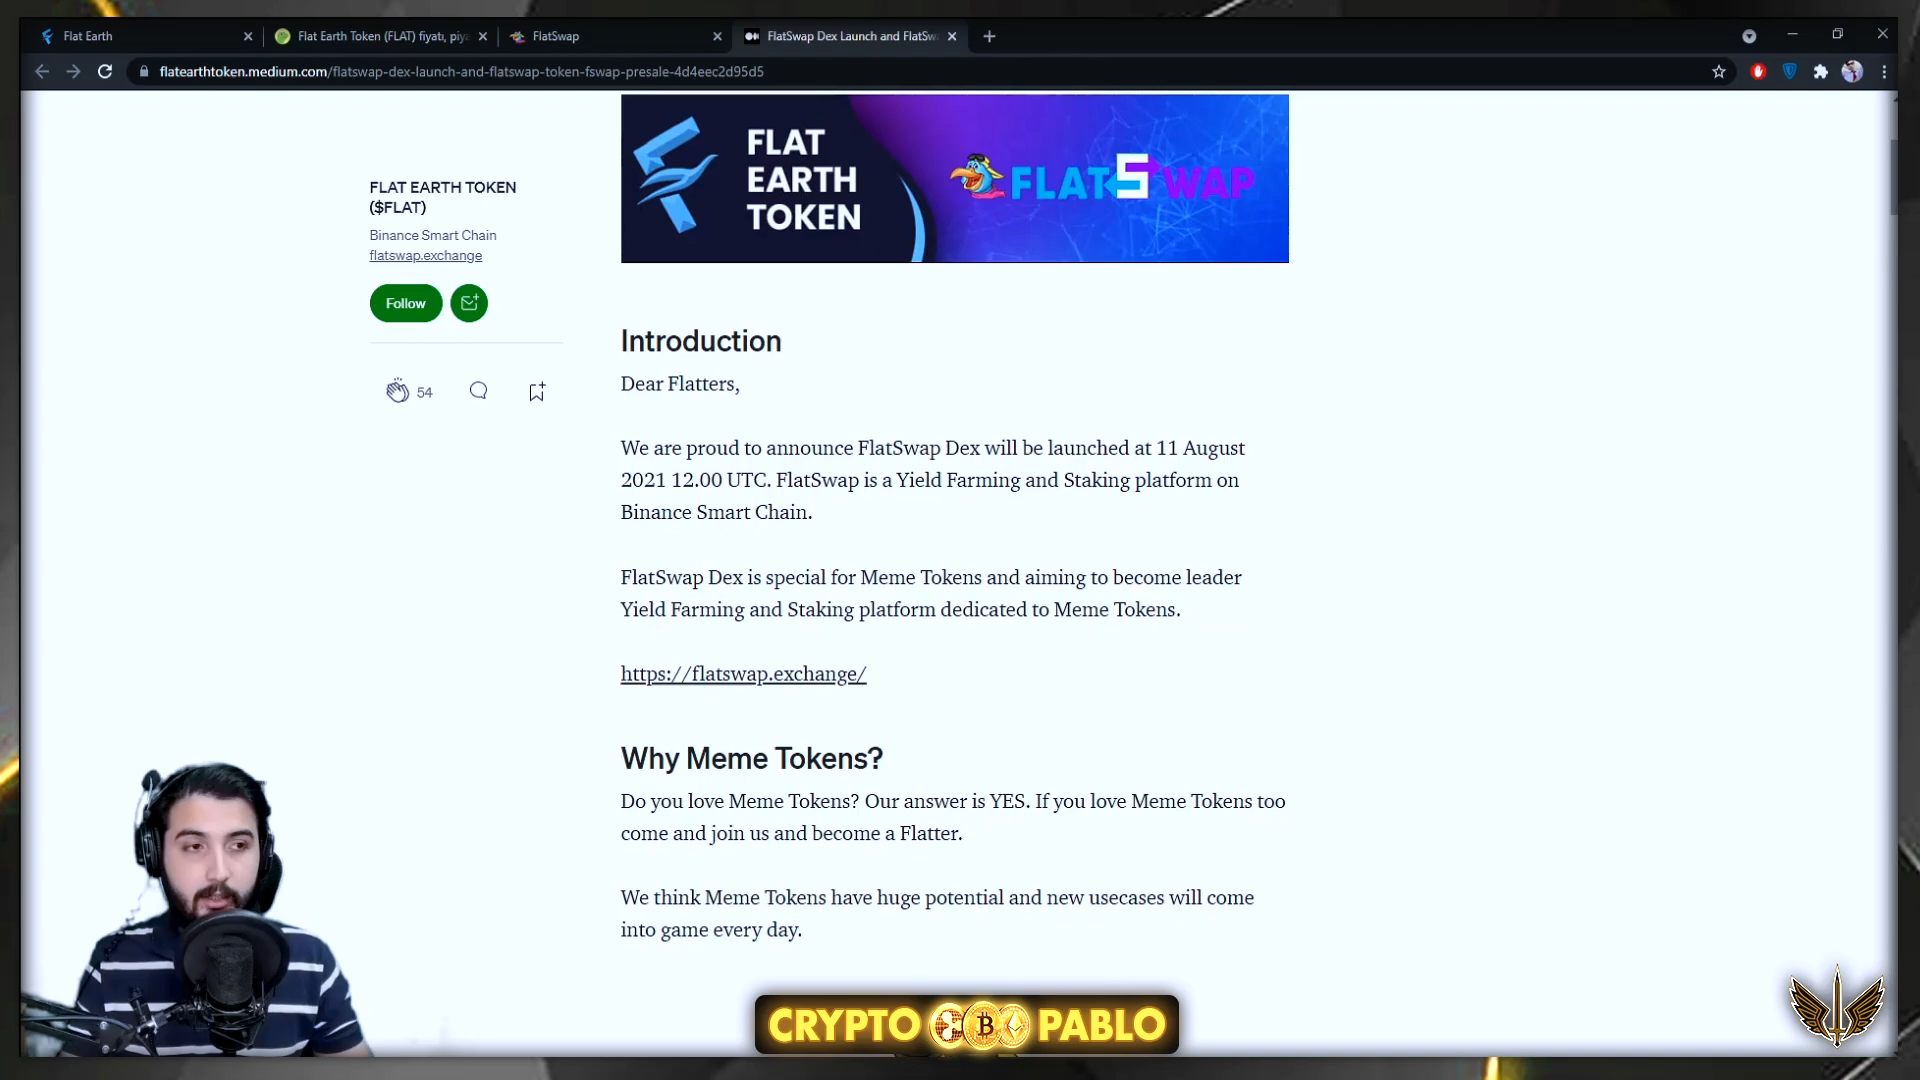 Flat Earth
Flat Earth Token (FLAT) fiyatı, piya
FlatSwap
FlatSwap Dex Launch and FlatSw
flatearthtoken.medium.com/flatswap-dex-launch-and-flatswap-token-fswap-presale-4d4eec2d95d5
FLAT
EARTH
TOKEN
FLATSWAP
FLAT EARTH TOKEN
($FLAT)
Binance Smart Chain
flatswap.exchange
Follow
54
Introduction
Dear Flatters,
We are proud to announce FlatSwap Dex will be launched at 11 August
2021 12.00 UTC. FlatSwap is a Yield Farming and Staking platform on
Binance Smart Chain.
FlatSwap Dex is special for Meme Tokens and aiming to become leader
Yield Farming and Staking platform dedicated to Meme Tokens.
https://flatswap.exchange/
Why Meme Tokens?
Do you love Meme Tokens? Our answer is YES. If you love Meme Tokens too
come and join us and become a Flatter.
We think Meme Tokens have huge potential and new usecases will come
into game every day.
CRYPTO PABLO